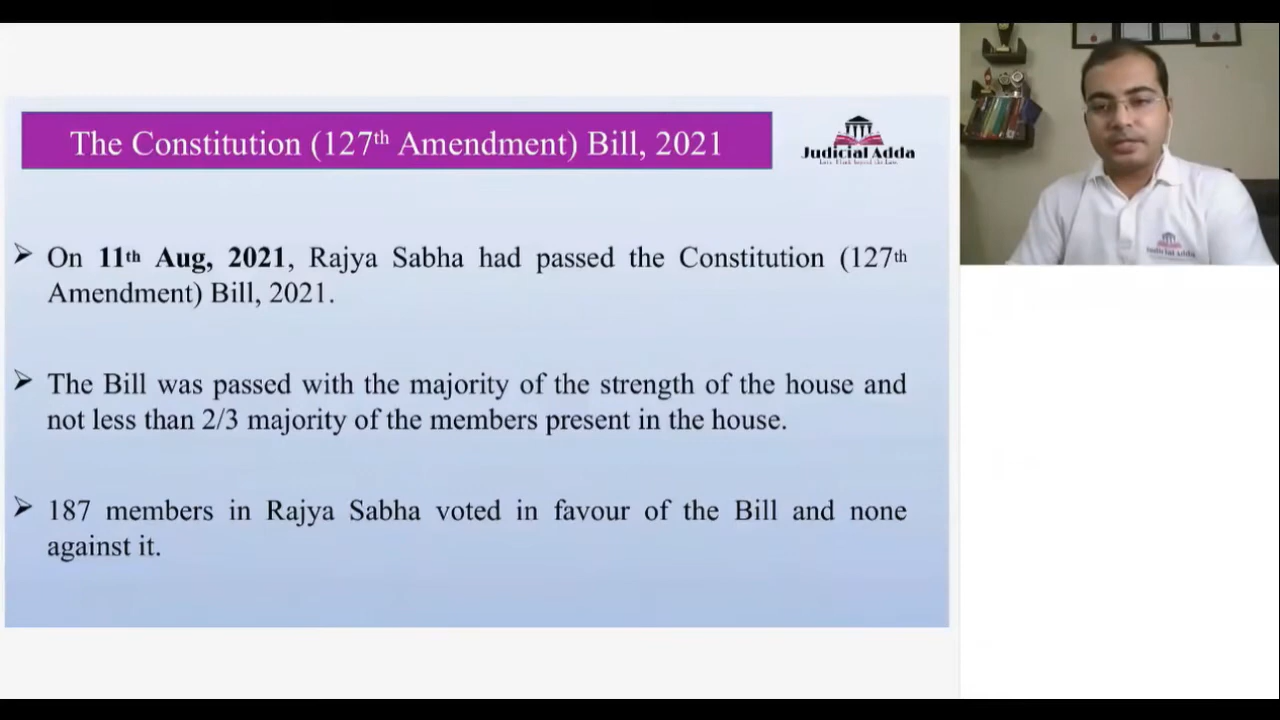 The Constitution (127th Amendment) Bill, 2021
Judicial Adda
➢ On 11th Aug, 2021, Rajya Sabha had passed the Constitution (127th
Amendment) Bill, 2021.
➢ The Bill was passed with the majority of the strength of the house and
not less than 2/3 majority of the members present in the house.
➢ 187 members in Rajya Sabha voted in favour of the Bill and none
against it.
Judicial Adda